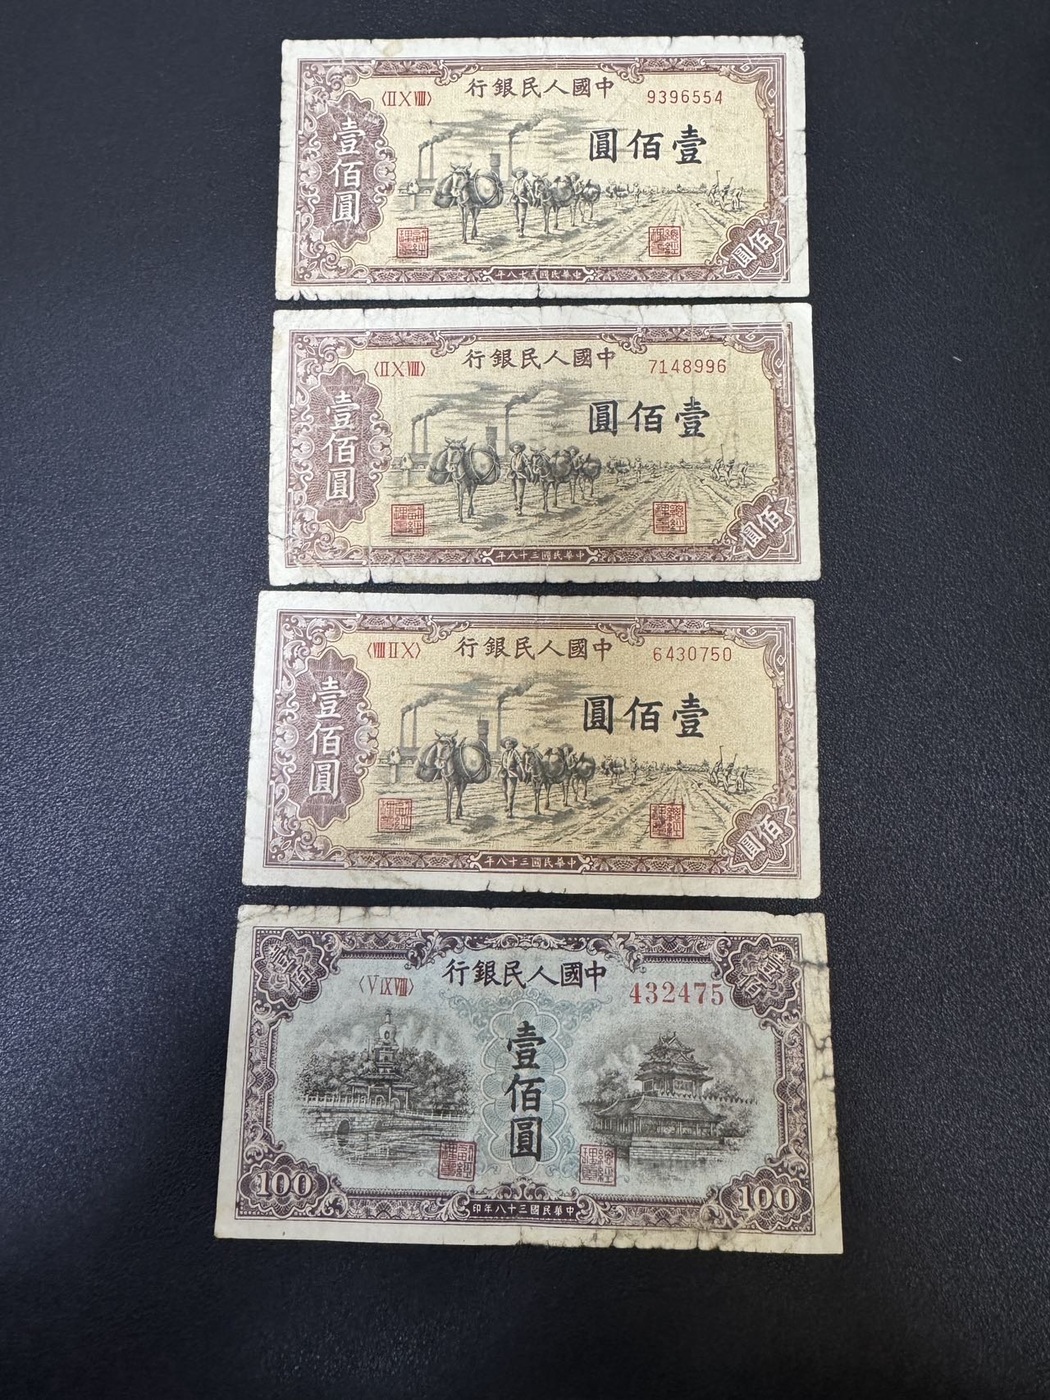 中國人民銀行
〈II X VIII〉
9396554
壹佰圓
壹佰圓
佰圓
中華民國三十八年
中國人民銀行
〈II X VIII〉
7148996
壹佰圓
壹佰圓
佰圓
中華民國三十八年
中國人民銀行
〈VIII II X〉
6430750
壹佰圓
壹佰圓
佰圓
中華民國三十八年
中國人民銀行
〈V IX VIII〉
432475
壹佰圓
100
100
中華民國三十八年印